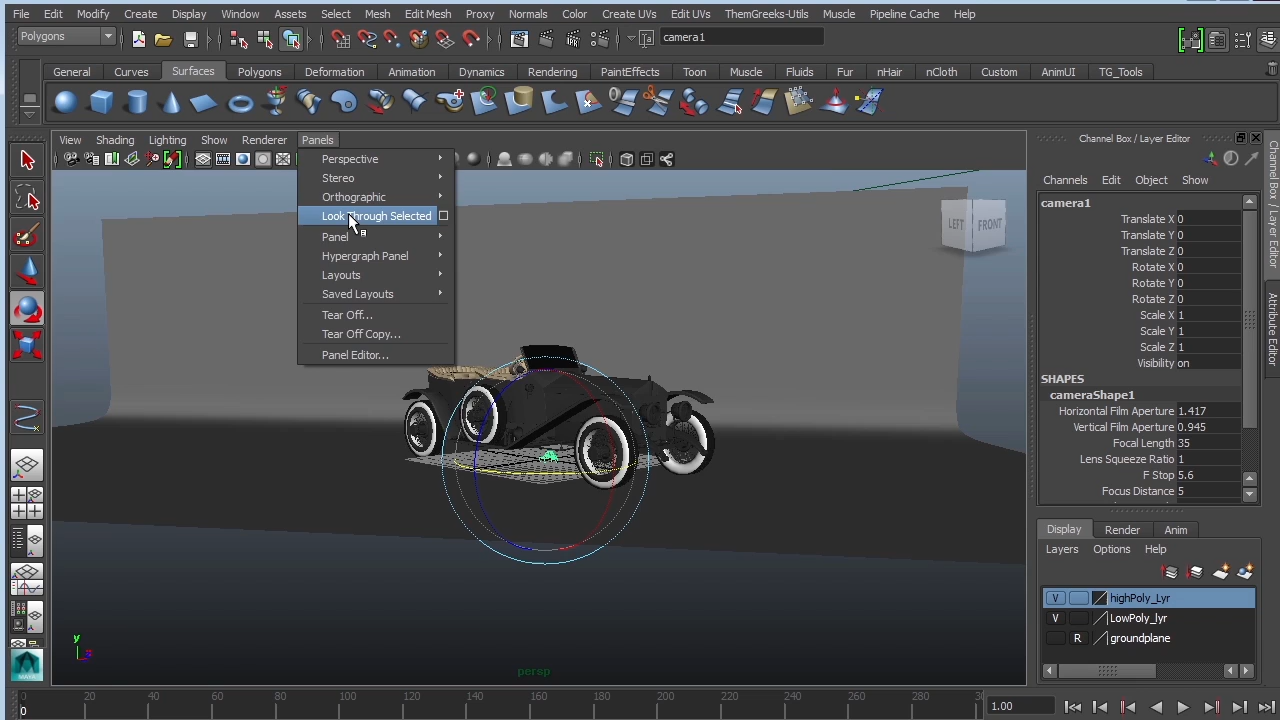 File Edit Modify Create Display Window Assets Select Mesh Edit Mesh Proxy Normals Color Create UVs Edit UVs ThemGreeks-Utils Muscle Pipeline Cache Help
Polygons camera1
General Curves Surfaces Polygons Deformation Animation Dynamics Rendering PaintEffects Toon Muscle Fluids Fur nHair nCloth Custom AnimUI TG_Tools
View Shading Lighting Show Renderer Panels
Perspective
Stereo
Orthographic
Look Through Selected
Panel
Hypergraph Panel
Layouts
Saved Layouts
Tear Off...
Tear Off Copy...
Panel Editor...
LEFT FRONT
y
persp
Channel Box / Layer Editor
Channels Edit Object Show
camera1
Translate X 0
Translate Y 0
Translate Z 0
Rotate X 0
Rotate Y 0
Rotate Z 0
Scale X 1
Scale Y 1
Scale Z 1
Visibility on
SHAPES
cameraShape1
Horizontal Film Aperture 1.417
Vertical Film Aperture 0.945
Focal Length 35
Lens Squeeze Ratio 1
F Stop 5.6
Focus Distance 5
Display Render Anim
Layers Options Help
V highPoly_Lyr
V LowPoly_lyr
R groundplane
Channel Box / Layer Editor
Attribute Editor
0 20 40 60 80 100 120 140 160 180 200 220 240 260 280
0
1.00